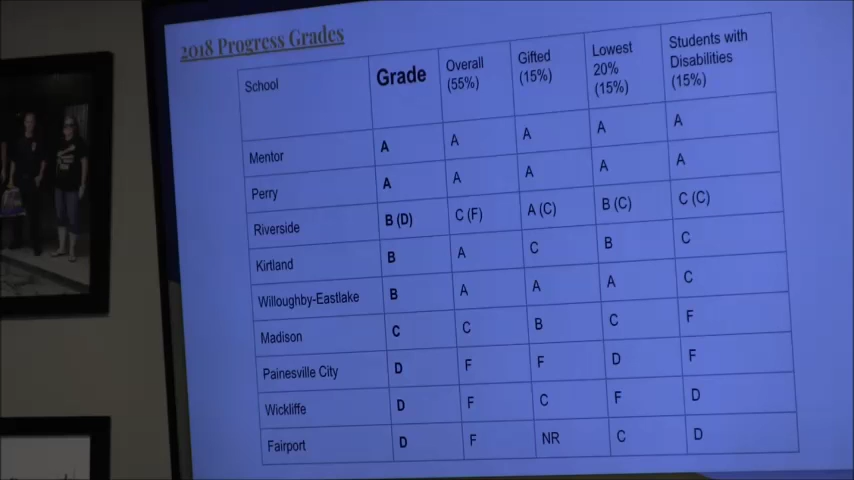 2018 Progress Grades
School Grade Overall (55%) Gifted (15%) Lowest 20% (15%) Students with Disabilities (15%)
Mentor A A A A A
Perry A A A A A
Riverside B (D) C (F) A (C) B (C) C (C)
Kirtland B A C B C
Willoughby-Eastlake B A A A C
Madison C C B C F
Painesville City D F F D F
Wickliffe D F C F D
Fairport D F NR C D